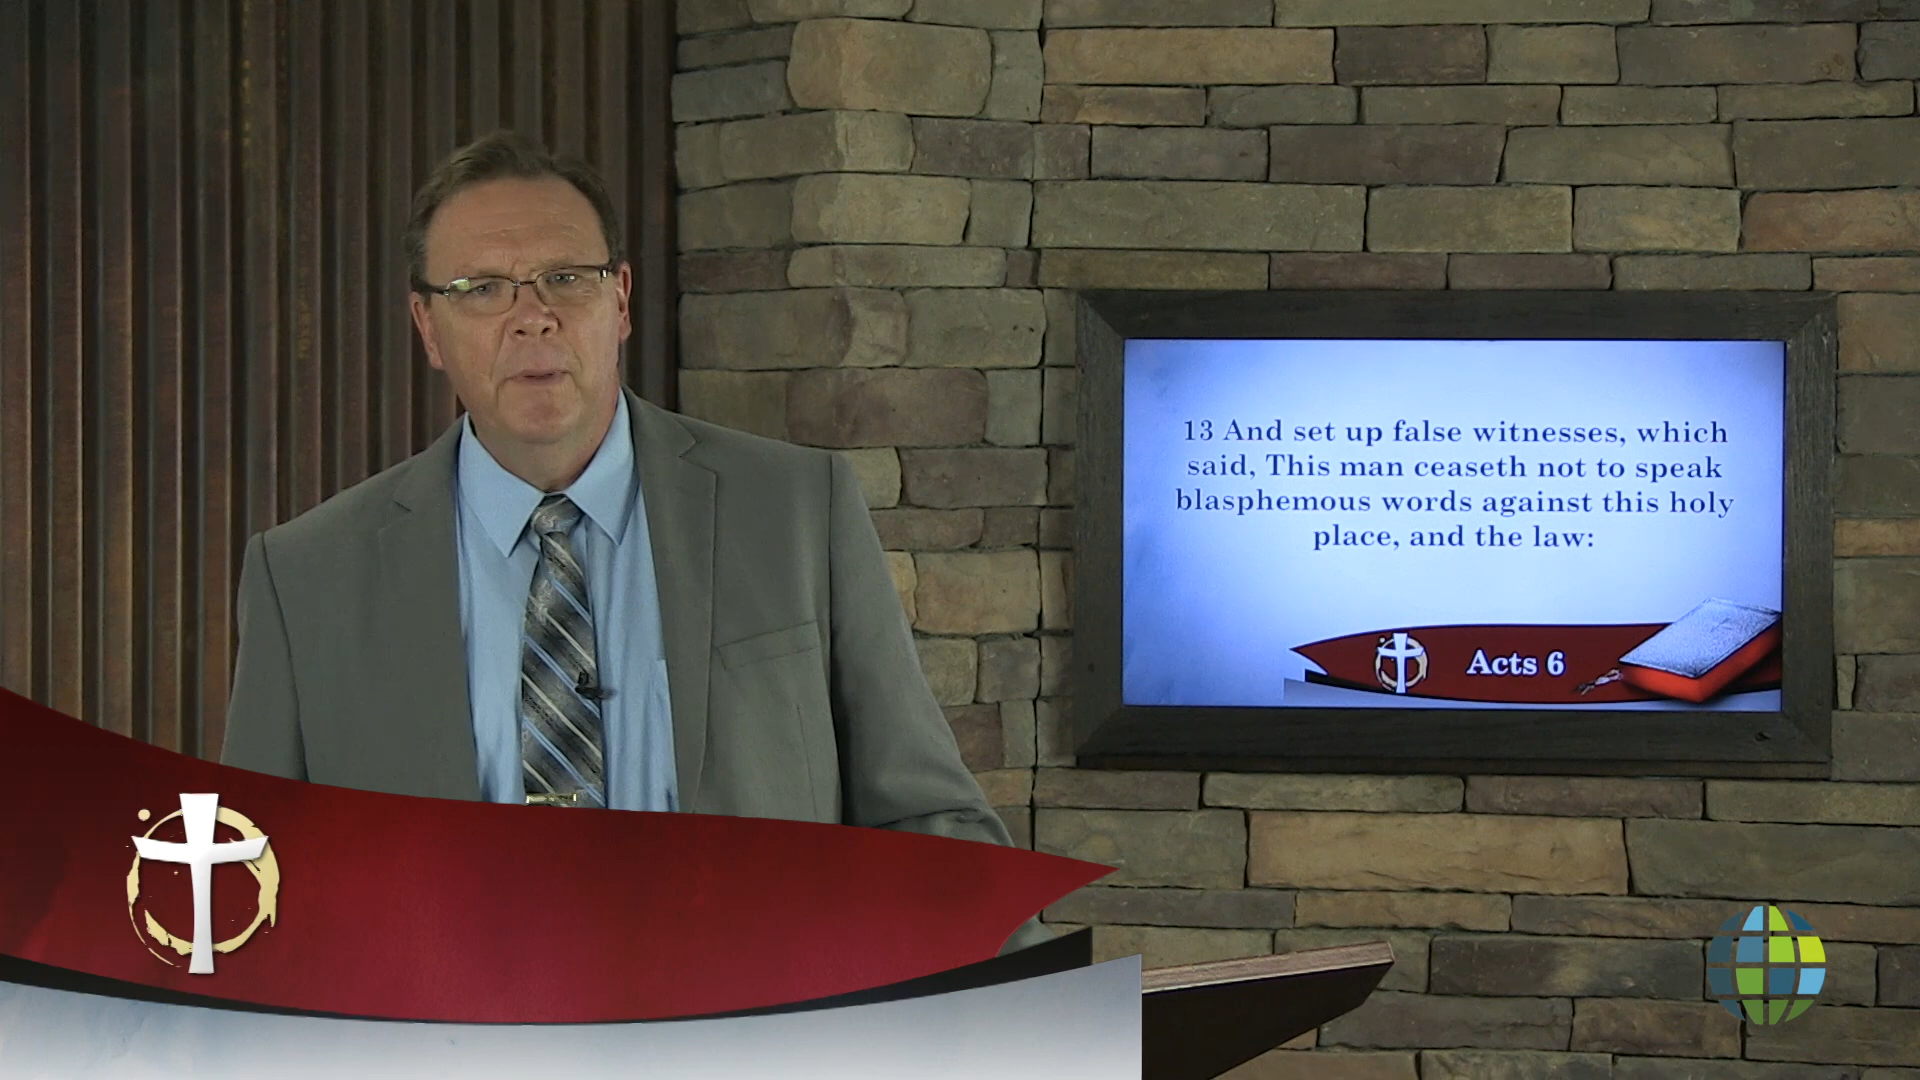 13 And set up false witnesses, which
said, This man ceaseth not to speak
blasphemous words against this holy
place, and the law:
Acts 6